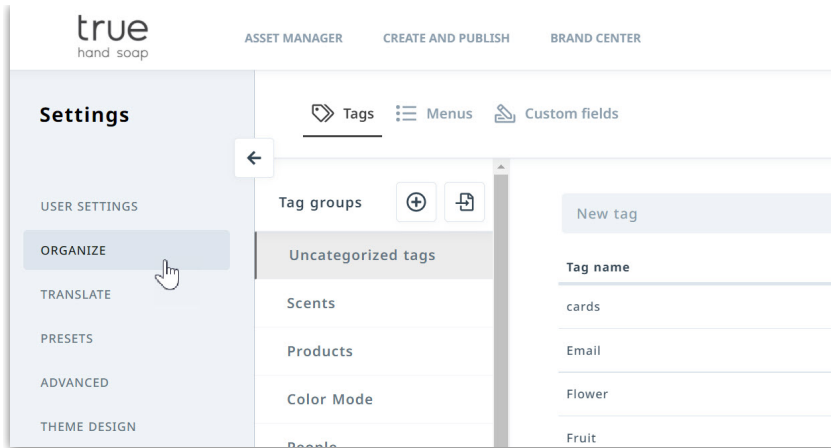 true
hand soap
ASSET MANAGER
CREATE AND PUBLISH
BRAND CENTER
Settings
Tags
Menus
Custom fields
USER SETTINGS
ORGANIZE
TRANSLATE
PRESETS
ADVANCED
THEME DESIGN
Tag groups
Uncategorized tags
Scents
Products
Color Mode
People
New tag
Tag name
cards
Email
Flower
Fruit